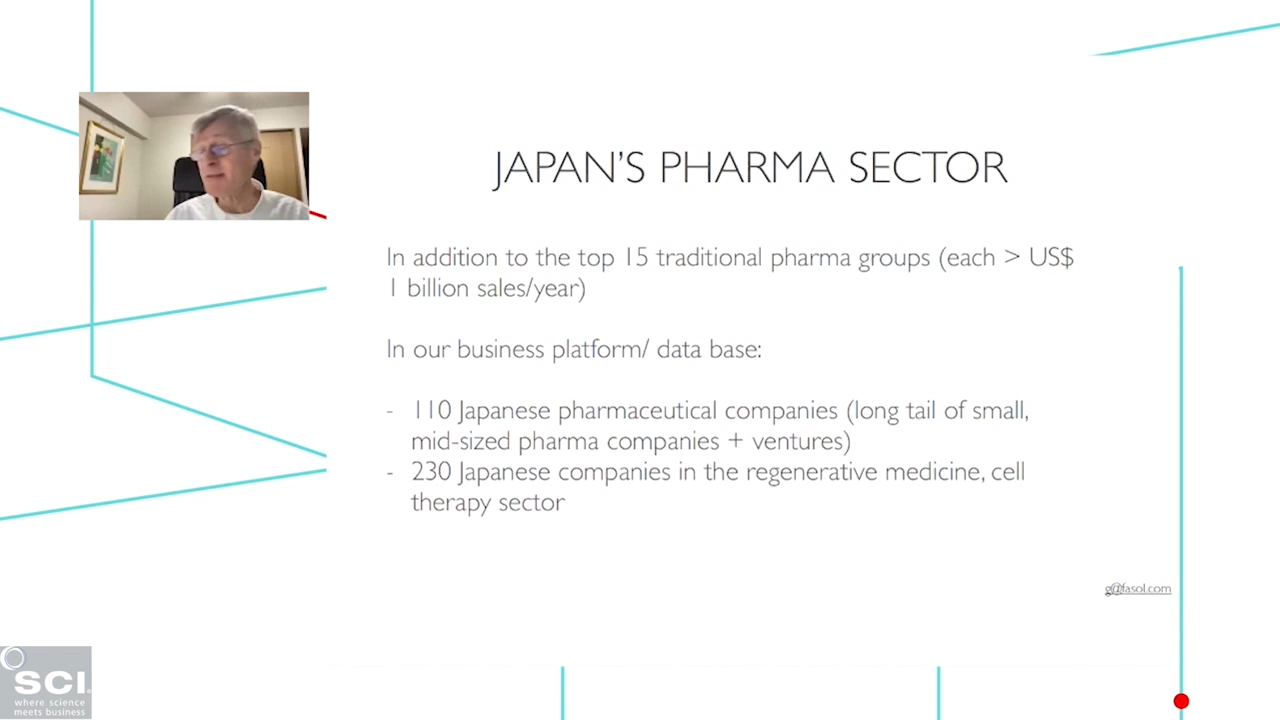 JAPAN'S PHARMA SECTOR
In addition to the top 15 traditional pharma groups (each > US$
1 billion sales/year)
In our business platform/ data base:
- 110 Japanese pharmaceutical companies (long tail of small,
mid-sized pharma companies + ventures)
- 230 Japanese companies in the regenerative medicine, cell
therapy sector
g@fasol.com
SCI
where science
meets business